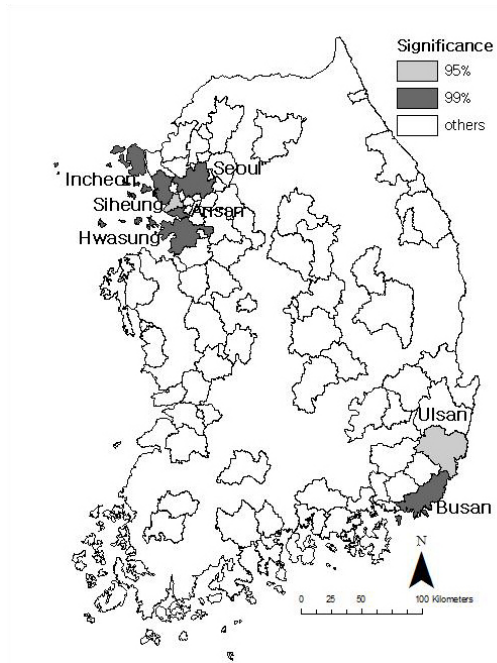 Significance
95%
99%
others
Seoul
Incheon
Siheung
Ansan
Hwasung
Ulsan
Busan
N
0 25 50 100 Kilometers